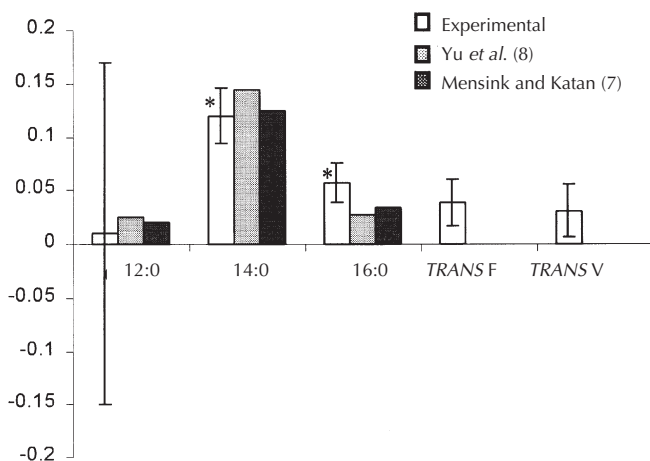 0.2
Experimental
Yu et al. (8)
0.15
Mensink and Katan (7)
*
0.1
*
0.05
0
12:0 14:0 16:0 TRANS F TRANS V
-0.05
-0.1
-0.15
-0.2